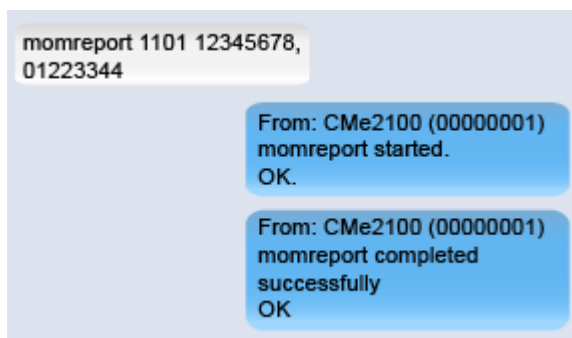 momreport 1101 12345678,
01223344
From: CMe2100 (00000001)
momreport started.
OK.
From: CMe2100 (00000001)
momreport completed
successfully
OK